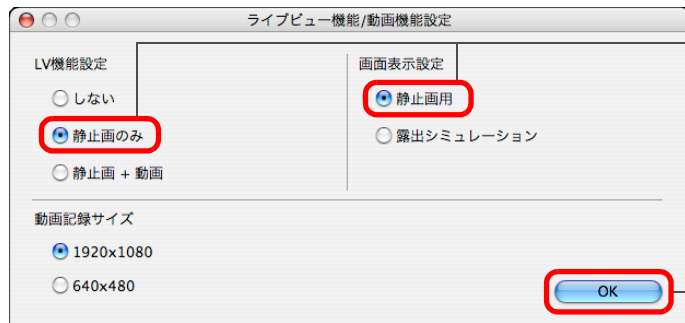 ライブビュー機能/動画機能設定
LV機能設定
しない
静止画のみ
静止画 + 動画
画面表示設定
静止画用
露出シミュレーション
動画記録サイズ
1920x1080
640x480
OK